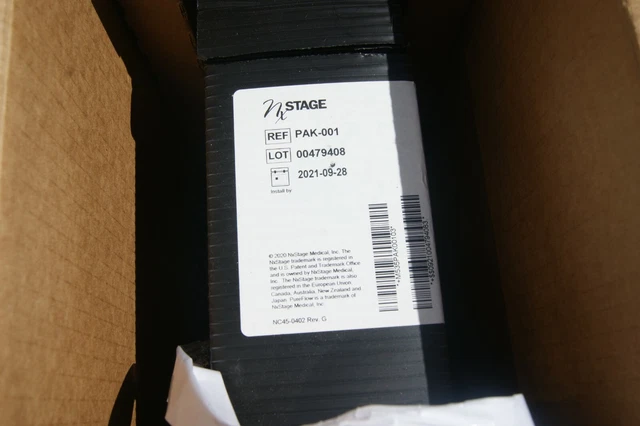 NxSTAGE
REF PAK-001
LOT 00479408
2021-09-28
Install by
© 2020 NxStage Medical, Inc. The
NxStage trademark is registered in
the U.S. Patent and Trademark Office
and is owned by NxStage Medical,
Inc. The NxStage trademark is also
registered in the European Union,
Canada, Australia, New Zealand and
Japan. PureFlow is a trademark of
NxStage Medical, Inc.
NC45-0402 Rev. G